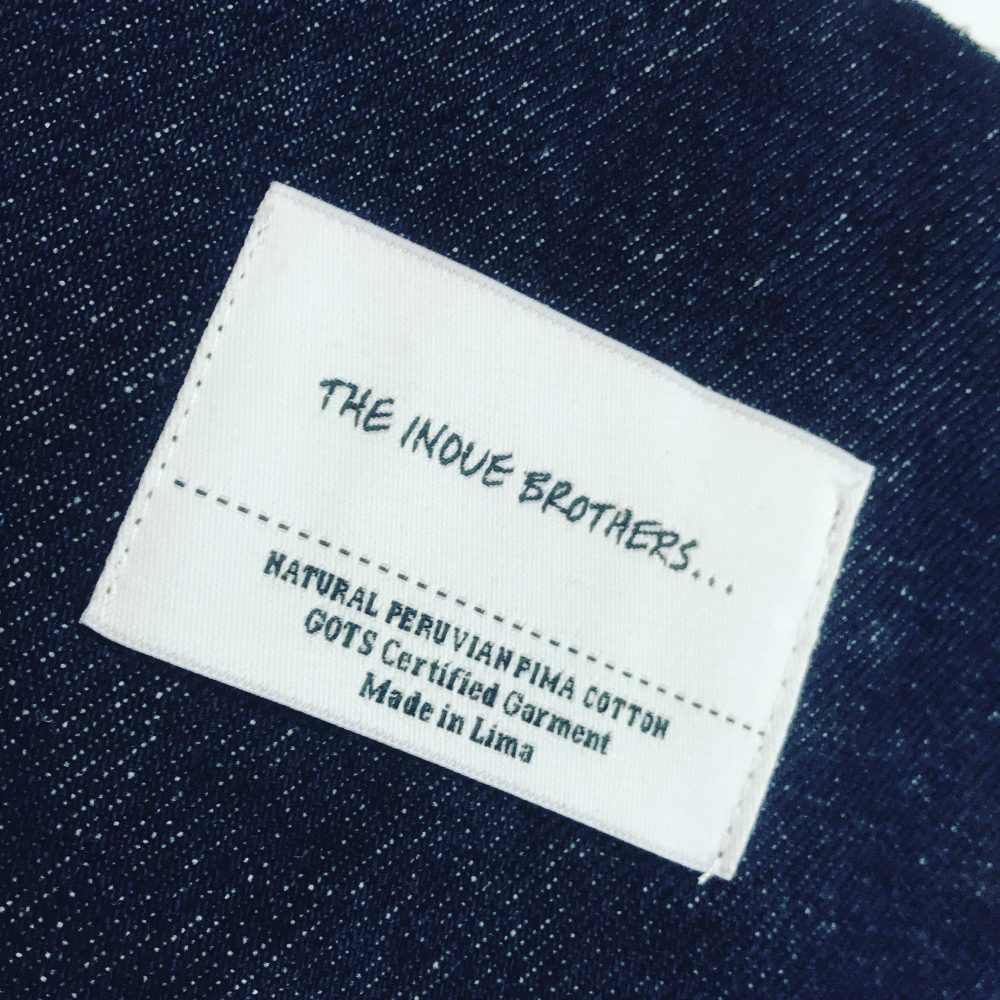 THE INOUE BROTHERS...
NATURAL PERUVIAN PIMA COTTON
GOTS Certified Garment
Made in Lima